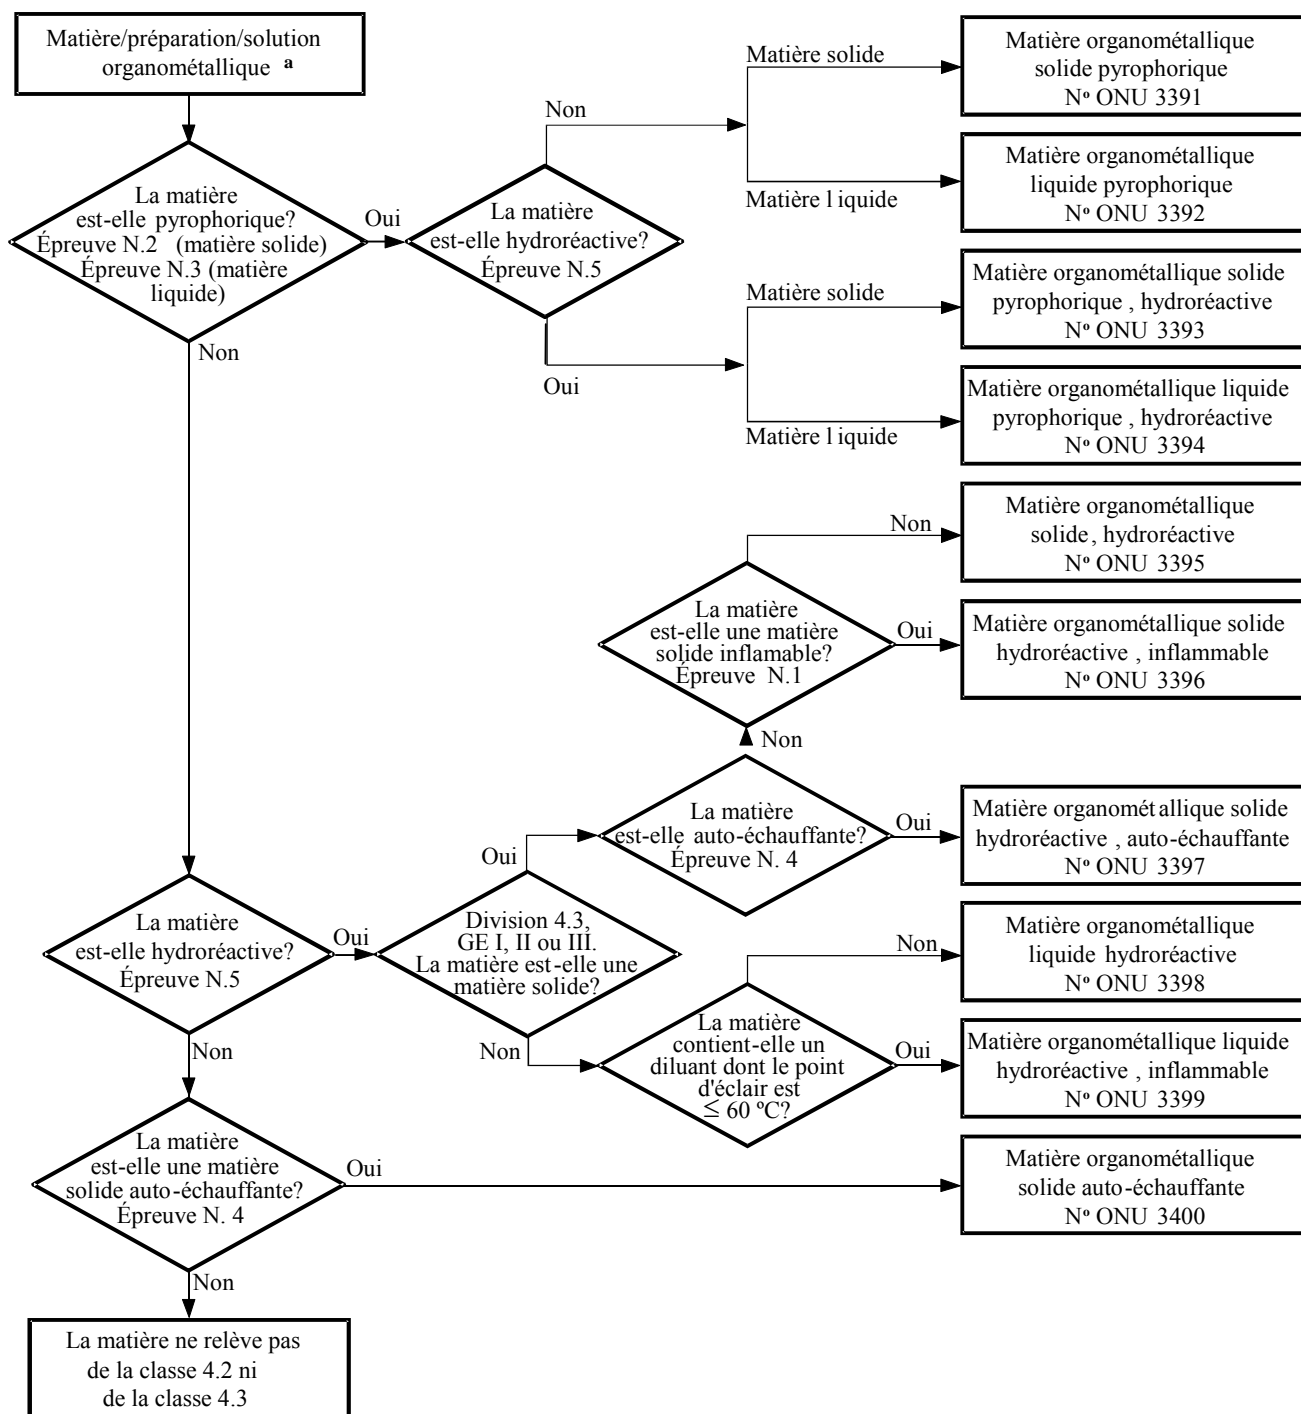 Matière/préparation/solution
organométallique a
La matière
est-elle pyrophorique?
Épreuve N.2 (matière solide)
Épreuve N.3 (matière
liquide)
Oui
Non
La matière
est-elle hydroréactive?
Épreuve N.5
Non
Oui
Matière solide
Matière l iquide
Matière organométallique
solide pyrophorique
Nº ONU 3391
Matière organométallique
liquide pyrophorique
Nº ONU 3392
Matière solide
Matière l iquide
Matière organométallique solide
pyrophorique , hydroréactive
Nº ONU 3393
Matière organométallique liquide
pyrophorique , hydroréactive
Nº ONU 3394
Non
Matière organométallique
solide, hydroréactive
Nº ONU 3395
La matière
est-elle une matière
solide inflamable?
Épreuve N.1
Oui
Matière organométallique solide
hydroréactive , inflammable
Nº ONU 3396
Non
La matière
est-elle auto-échauffante?
Épreuve N. 4
Oui
Matière organomét allique solide
hydroréactive , auto-échauffante
Nº ONU 3397
La matière
est-elle hydroréactive?
Épreuve N.5
Oui
Non
Division 4.3,
GE I, II ou III.
La matière est-elle une
matière solide?
Oui
Non
La matière
contient-elle un
diluant dont le point
d'éclair est
≤ 60 ºC?
Non
Matière organométallique
liquide hydroréactive
Nº ONU 3398
Oui
Matière organométallique liquide
hydroréactive , inflammable
Nº ONU 3399
La matière
est-elle une matière
solide auto-échauffante?
Épreuve N. 4
Oui
Matière organométallique
solide auto-échauffante
Nº ONU 3400
Non
La matière ne relève pas
de la classe 4.2 ni
de la classe 4.3